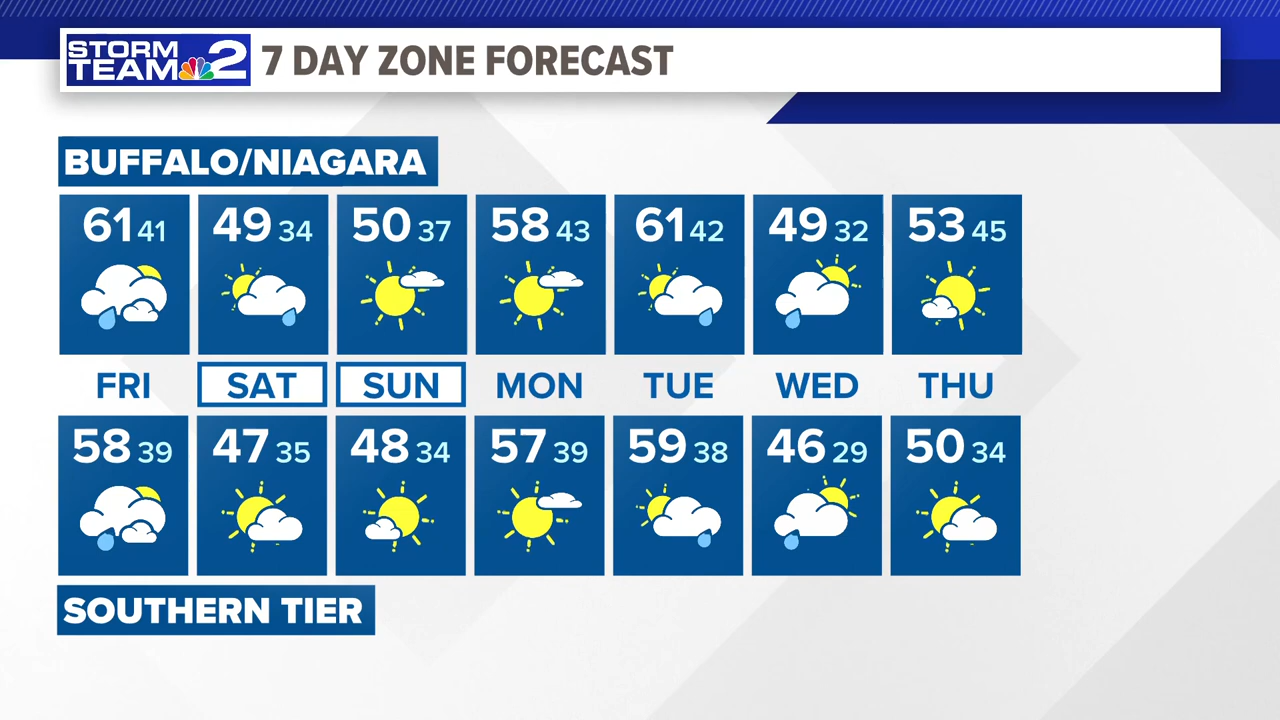 STORM TEAM 2
7 DAY ZONE FORECAST
BUFFALO/NIAGARA
61 41 49 34 50 37 58 43 61 42 49 32 53 45
FRI SAT SUN MON TUE WED THU
58 39 47 35 48 34 57 39 59 38 46 29 50 34
SOUTHERN TIER